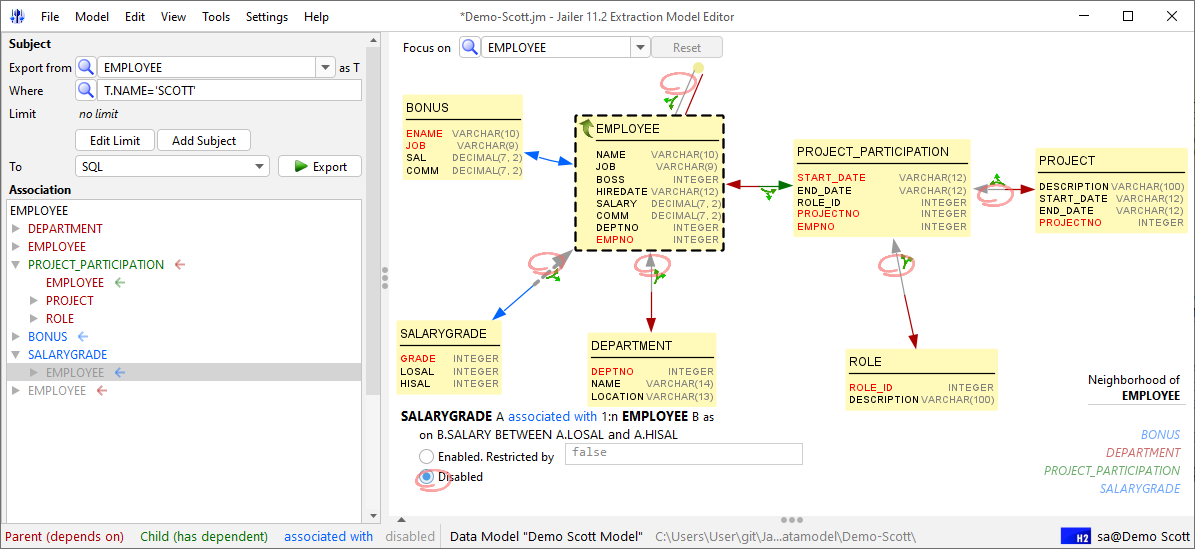 *Demo-Scott.jm - Jailer 11.2 Extraction Model Editor
File Model Edit View Tools Settings Help
Subject
Export from EMPLOYEE as T
Where T.NAME='SCOTT'
Limit no limit
Edit Limit Add Subject
To SQL Export
Association
EMPLOYEE
DEPARTMENT
EMPLOYEE
PROJECT_PARTICIPATION
EMPLOYEE
PROJECT
ROLE
BONUS
SALARYGRADE
EMPLOYEE
EMPLOYEE
Focus on EMPLOYEE Reset
BONUS
ENAME VARCHAR(10)
JOB VARCHAR(9)
SAL DECIMAL(7, 2)
COMM DECIMAL(7, 2)
EMPLOYEE
NAME VARCHAR(10)
JOB VARCHAR(9)
BOSS INTEGER
HIREDATE VARCHAR(12)
SALARY DECIMAL(7, 2)
COMM DECIMAL(7, 2)
DEPTNO INTEGER
EMPNO INTEGER
PROJECT_PARTICIPATION
START_DATE VARCHAR(12)
END_DATE VARCHAR(12)
ROLE_ID INTEGER
PROJECTNO INTEGER
EMPNO INTEGER
PROJECT
DESCRIPTION VARCHAR(100)
START_DATE VARCHAR(12)
END_DATE VARCHAR(12)
PROJECTNO INTEGER
SALARYGRADE
GRADE INTEGER
LOSAL INTEGER
HISAL INTEGER
DEPARTMENT
DEPTNO INTEGER
NAME VARCHAR(14)
LOCATION VARCHAR(13)
ROLE
ROLE_ID INTEGER
DESCRIPTION VARCHAR(100)
SALARYGRADE A associated with 1:n EMPLOYEE B as
on B.SALARY BETWEEN A.LOSAL and A.HISAL
Enabled. Restricted by false
Disabled
Neighborhood of
EMPLOYEE
BONUS
DEPARTMENT
PROJECT_PARTICIPATION
SALARYGRADE
Parent (depends on) Child (has dependent) associated with disabled Data Model "Demo Scott Model" C:\Users\User\git\Ja...atamodel\Demo-Scott\ H2 sa@Demo Scott